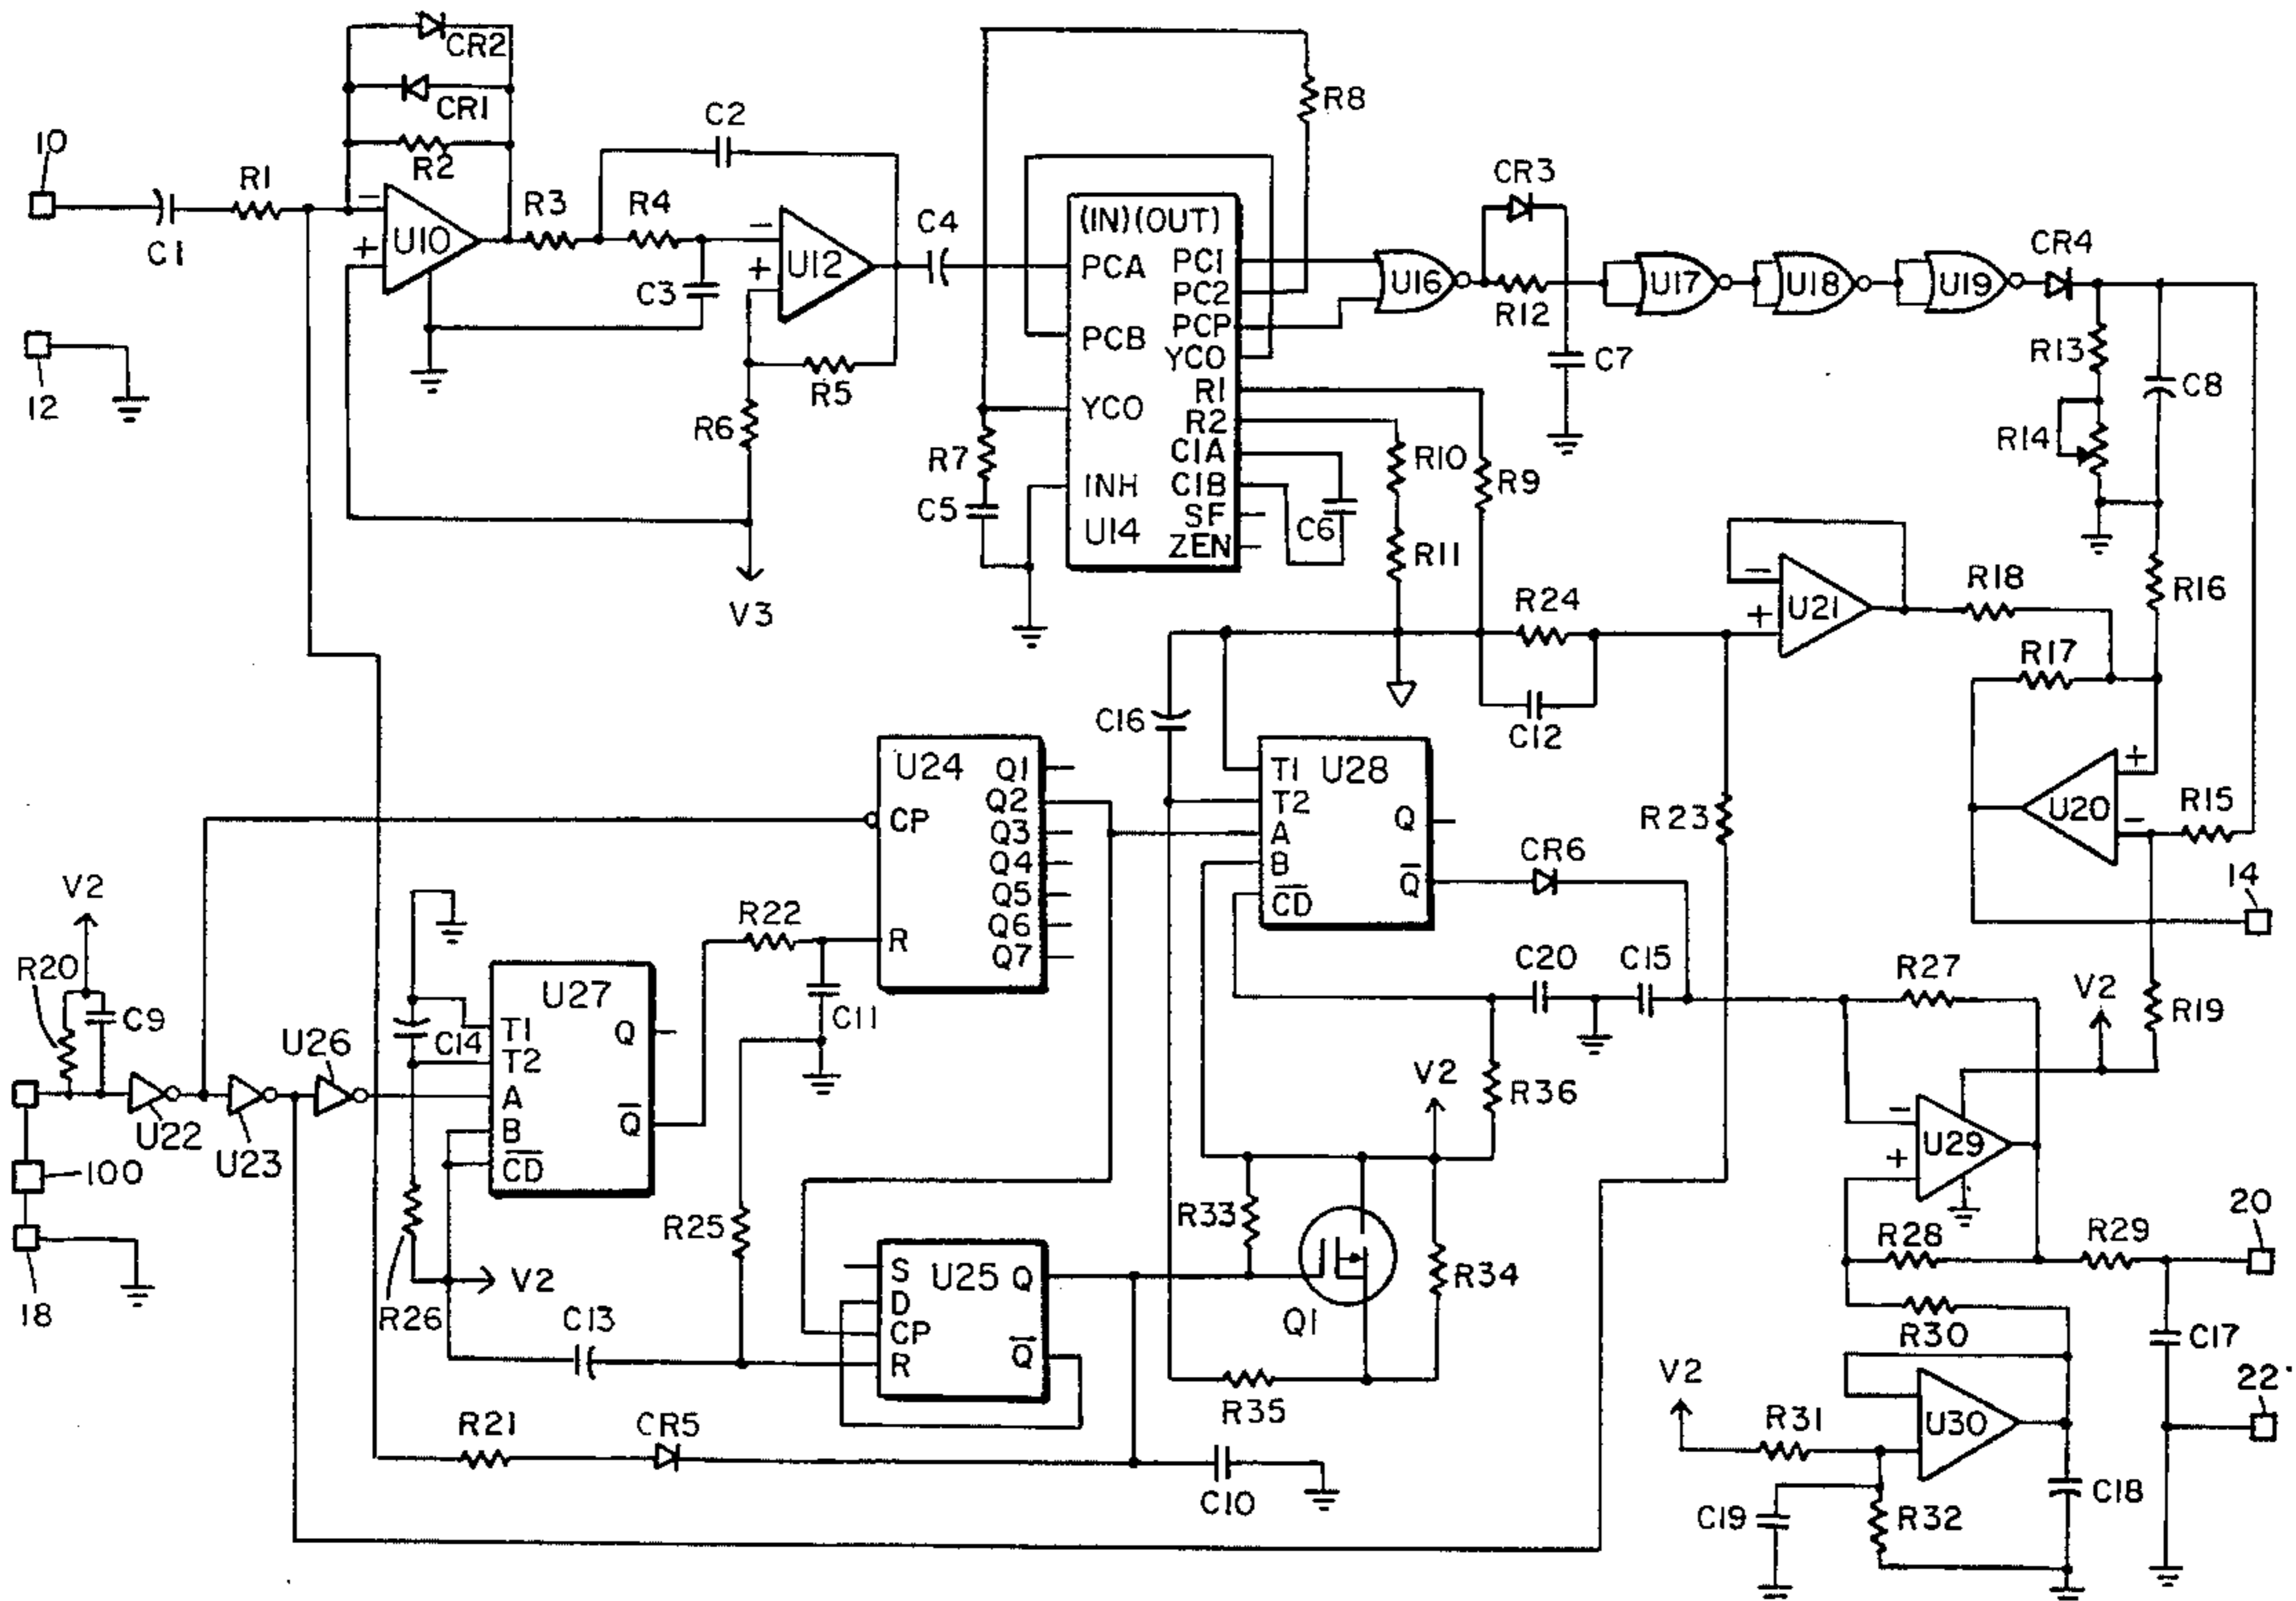 CR2
CR1
R2
10
R1
C1
−
+
U10
R3
R4
C2
C3
−
+
U12
R5
R6
V3
12
C4
R8
(IN)(OUT)
PCA
PCB
YCO
INH
U14
PC1
PC2
PCP
YCO
R1
R2
C1A
C1B
SF
ZEN
R7
C5
R10
R11
R9
C6
U16
CR3
R12
C7
U17
U18
U19
CR4
R13
R14
C8
R16
−
+
U21
R18
R17
R24
C12
C16
R23
+
−
U20
R15
14
R19
V2
U24
CP
R
Q1
Q2
Q3
Q4
Q5
Q6
Q7
U28
T1
T2
A
B
CD
Q
Q
CR6
C20
C15
R36
V2
R27
−
+
U29
R28
R29
R30
20
C17
22
V2
R20
C9
U22
U23
U26
100
18
C14
R26
U27
T1
T2
A
B
CD
Q
Q
V2
R22
C11
R25
C13
U25
S
D
CP
R
Q
Q
R33
Q1
R34
R35
R21
CR5
C10
V2
R31
U30
C19
R32
C18